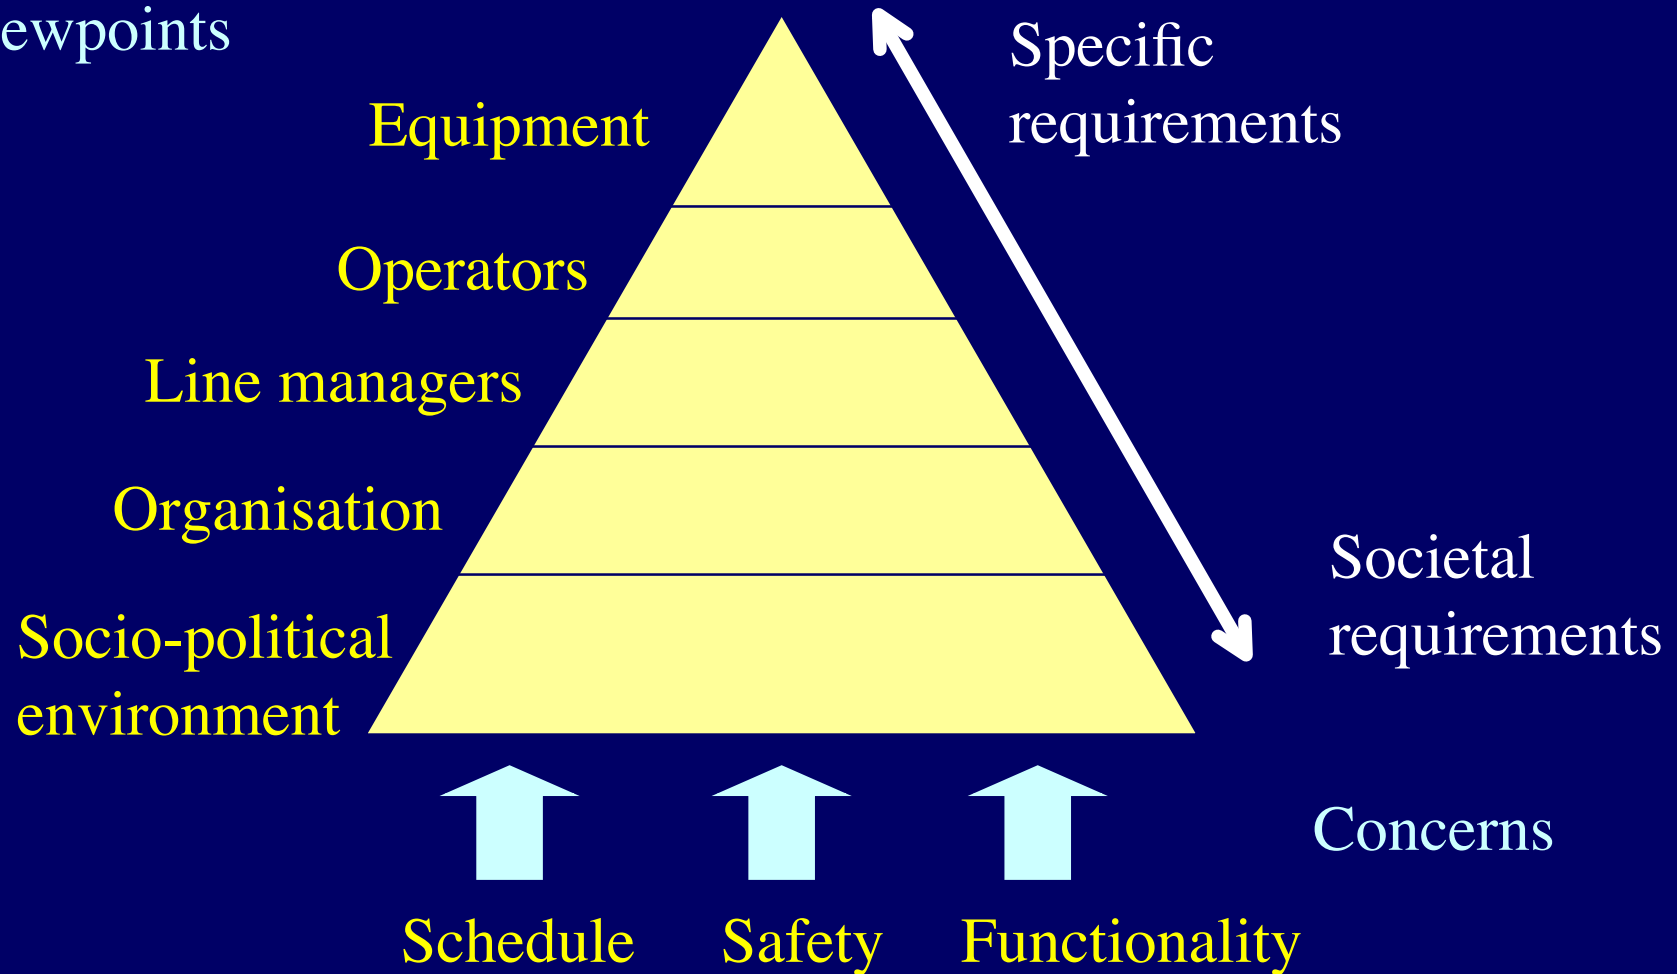 ewpoints
Specific
requirements
Equipment
Operators
Line managers
Organisation
Societal
requirements
Socio-political
environment
Concerns
Schedule Safety Functionality